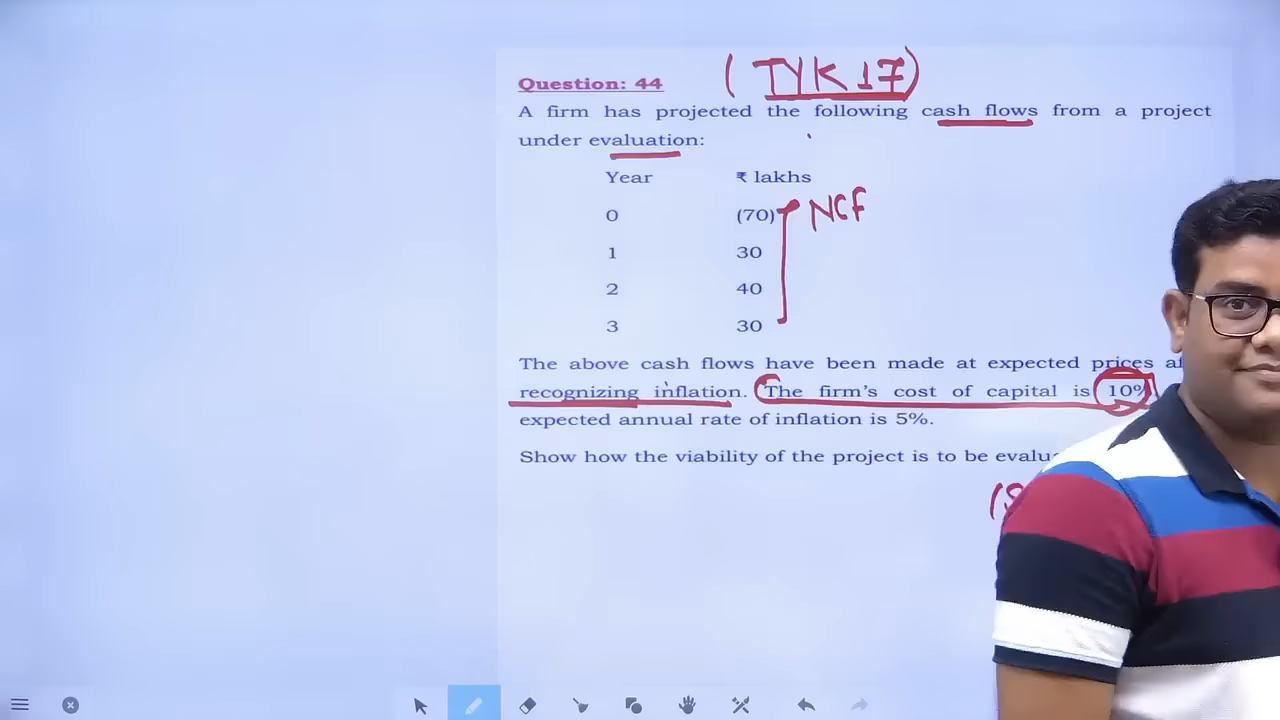 Question: 44 (TYK 17)
A firm has projected the following cash flows from a project
under evaluation:
Year ₹ lakhs
0 (70) NCF
1 30
2 40
3 30
The above cash flows have been made at expected prices
recognizing inflation. The firm's cost of capital is 10%
expected annual rate of inflation is 5%.
Show how the viability of the project is to be